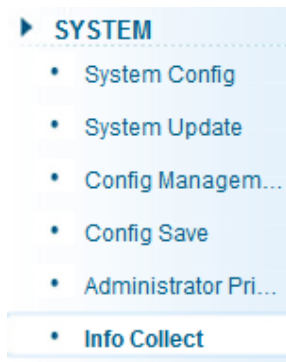 SYSTEM
System Config
System Update
Config Managem...
Config Save
Administrator Pri...
Info Collect